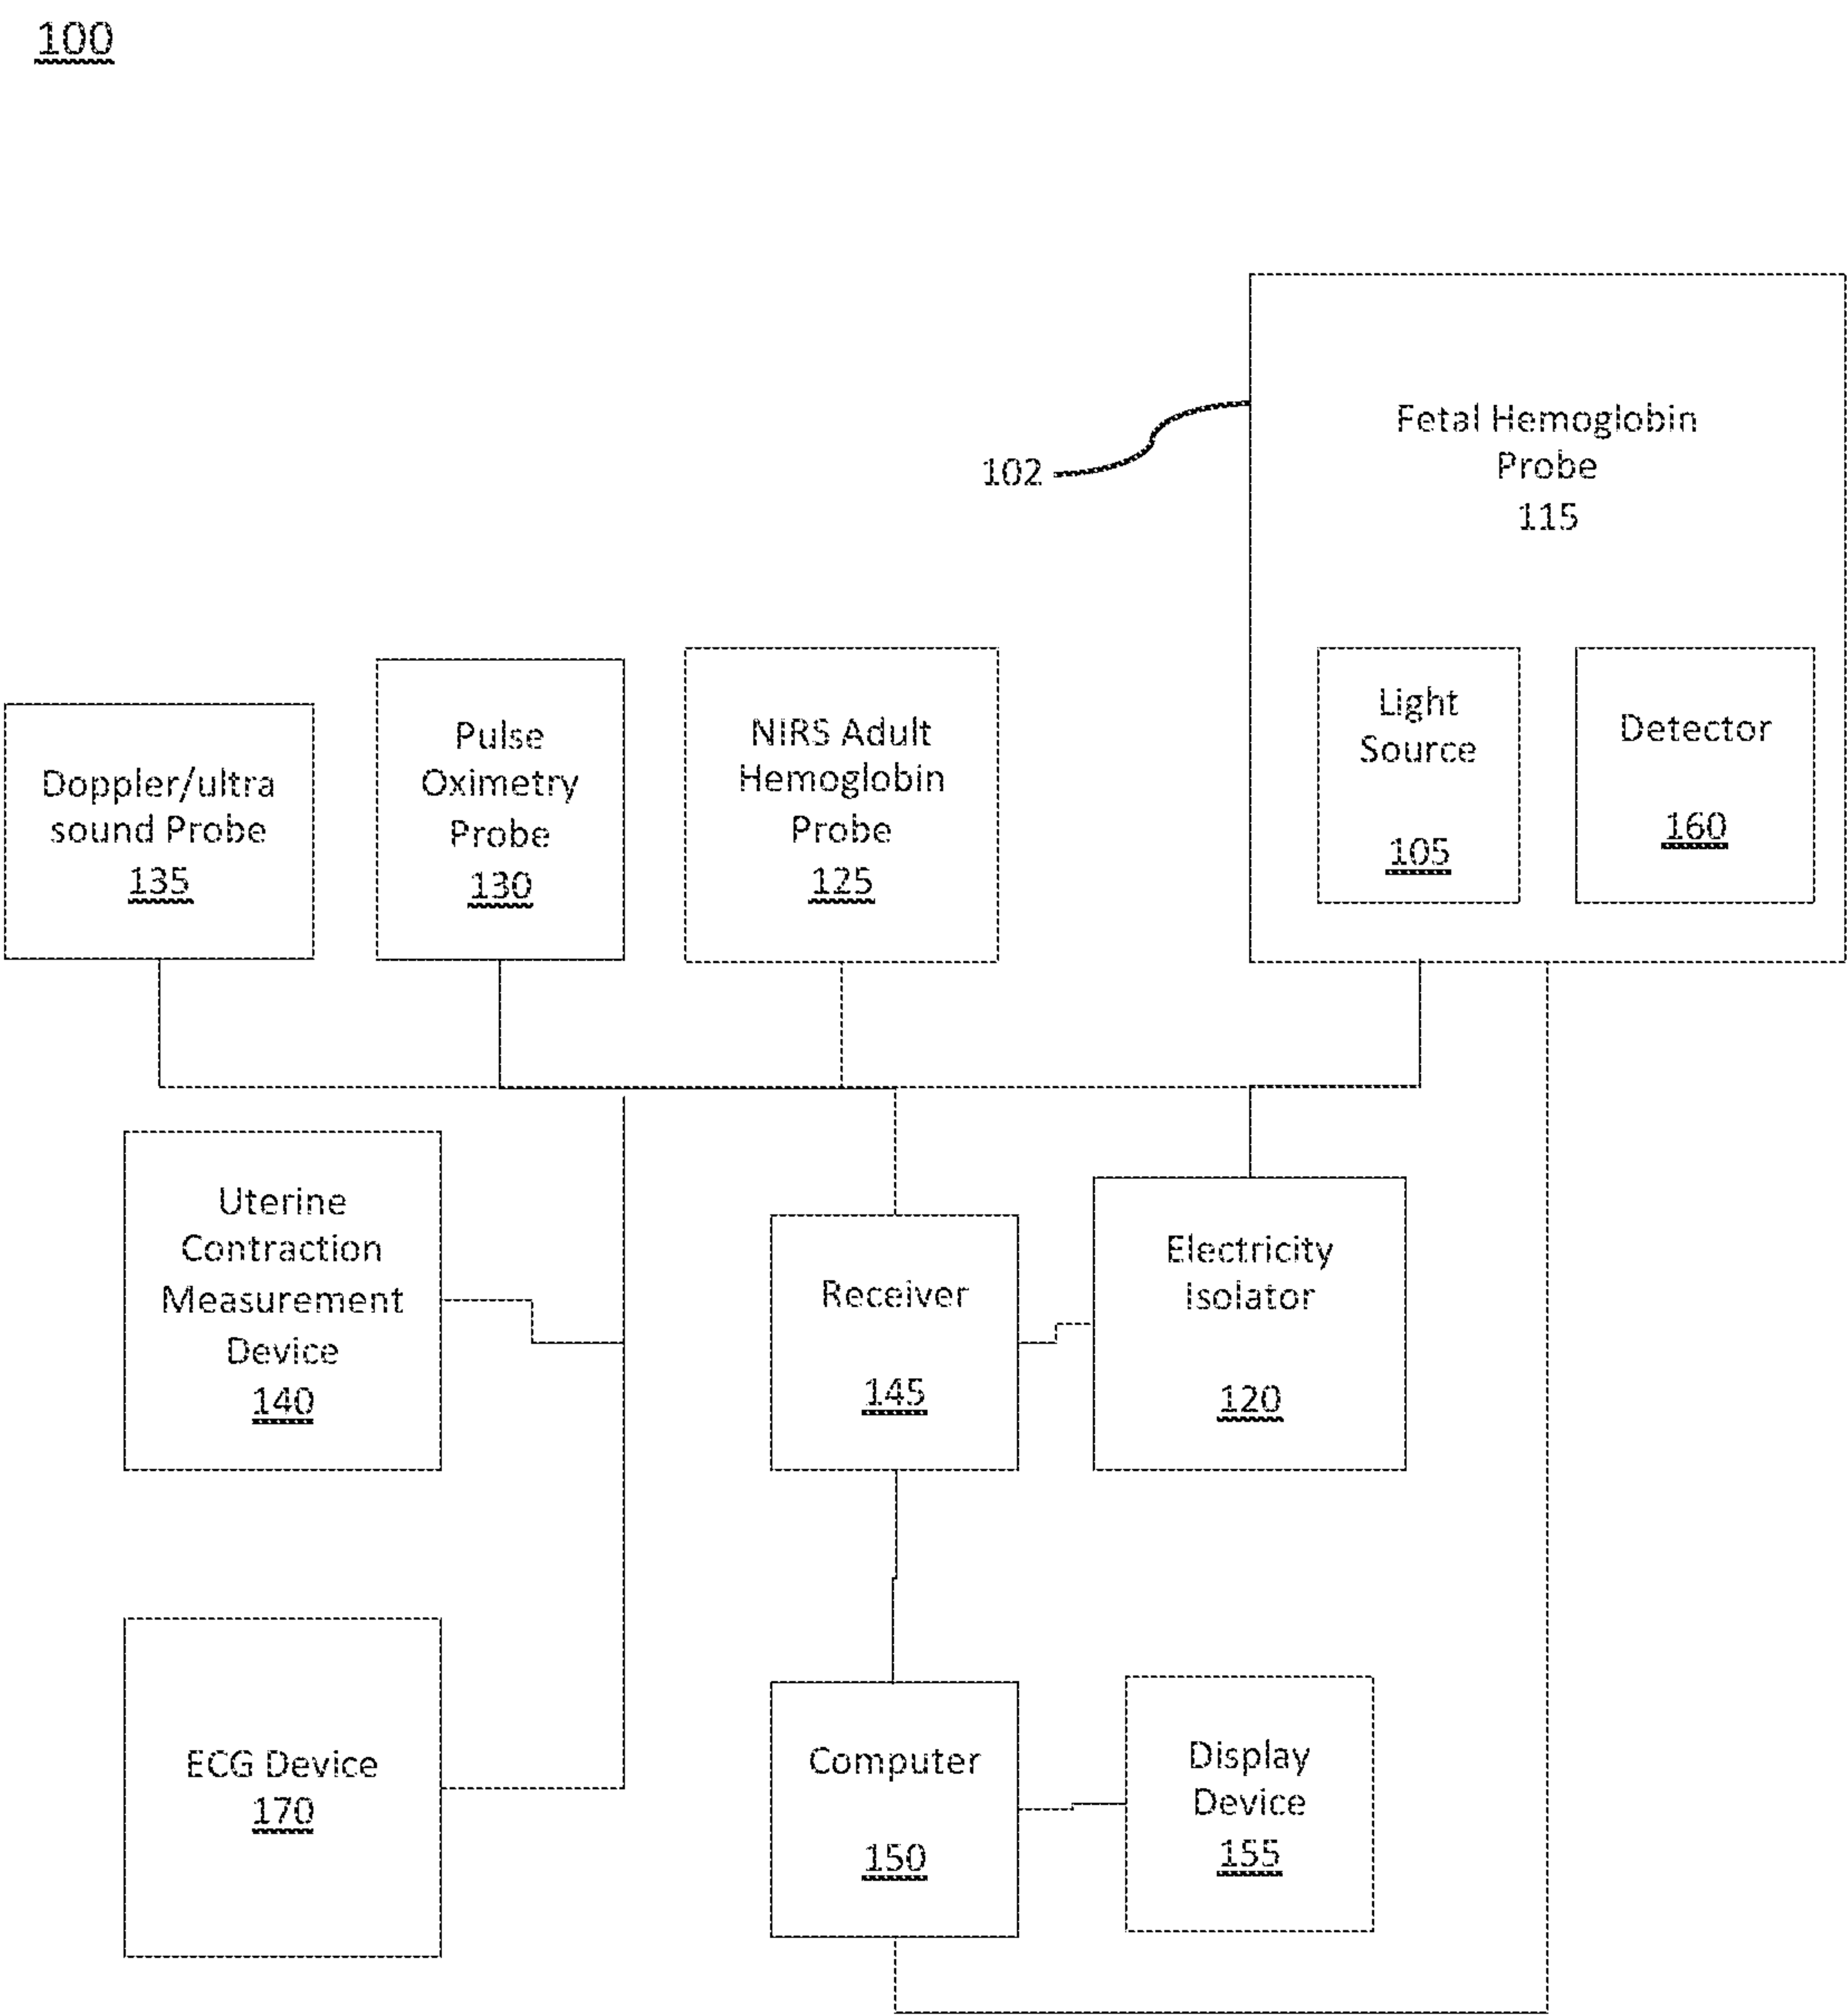 100
102
Fetal Hemoglobin
Probe
115
Light
Source
105
Detector
160
Doppler/ultra
sound Probe
135
Pulse
Oximetry
Probe
130
NIRS Adult
Hemoglobin
Probe
125
Uterine
Contraction
Measurement
Device
140
Receiver
145
Electricity
Isolator
120
ECG Device
170
Computer
150
Display
Device
155